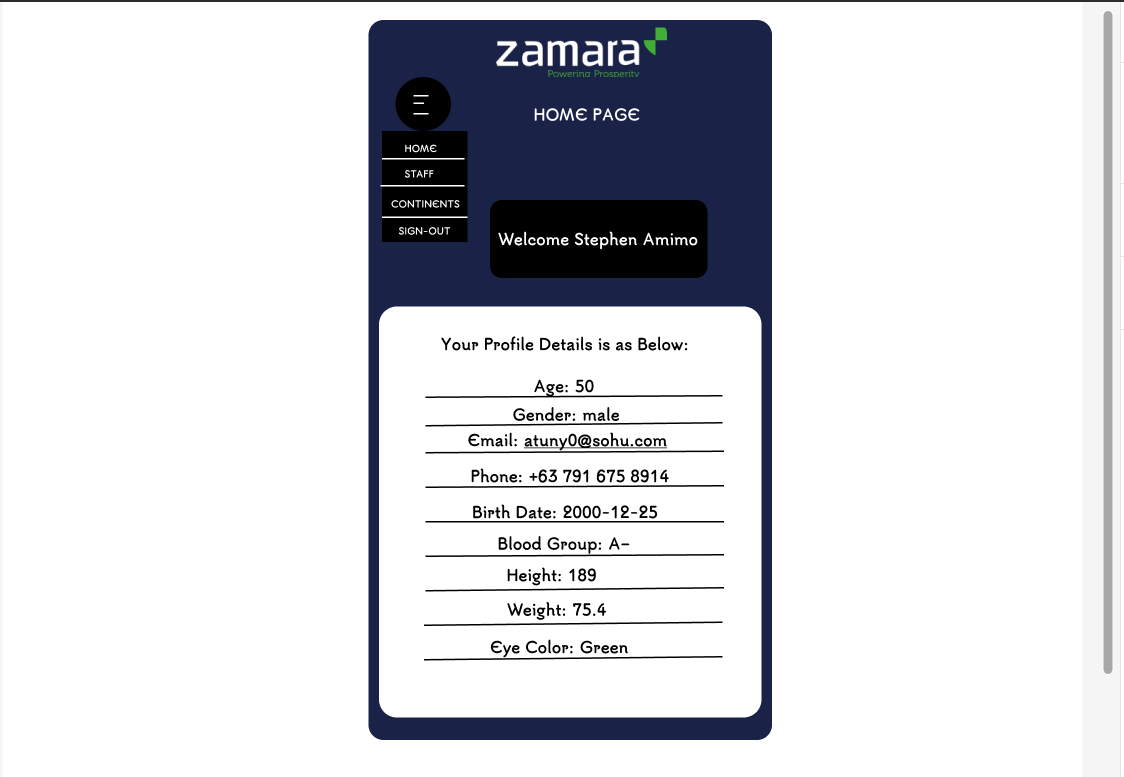 zamara
Powering Prosperity
HOME PAGE
HOME
STAFF
CONTINENTS
SIGN-OUT
Welcome Stephen Amimo
Your Profile Details is as Below:
Age: 50
Gender: male
Email: atuny0@sohu.com
Phone: +63 791 675 8914
Birth Date: 2000-12-25
Blood Group: A-
Height: 189
Weight: 75.4
Eye Color: Green